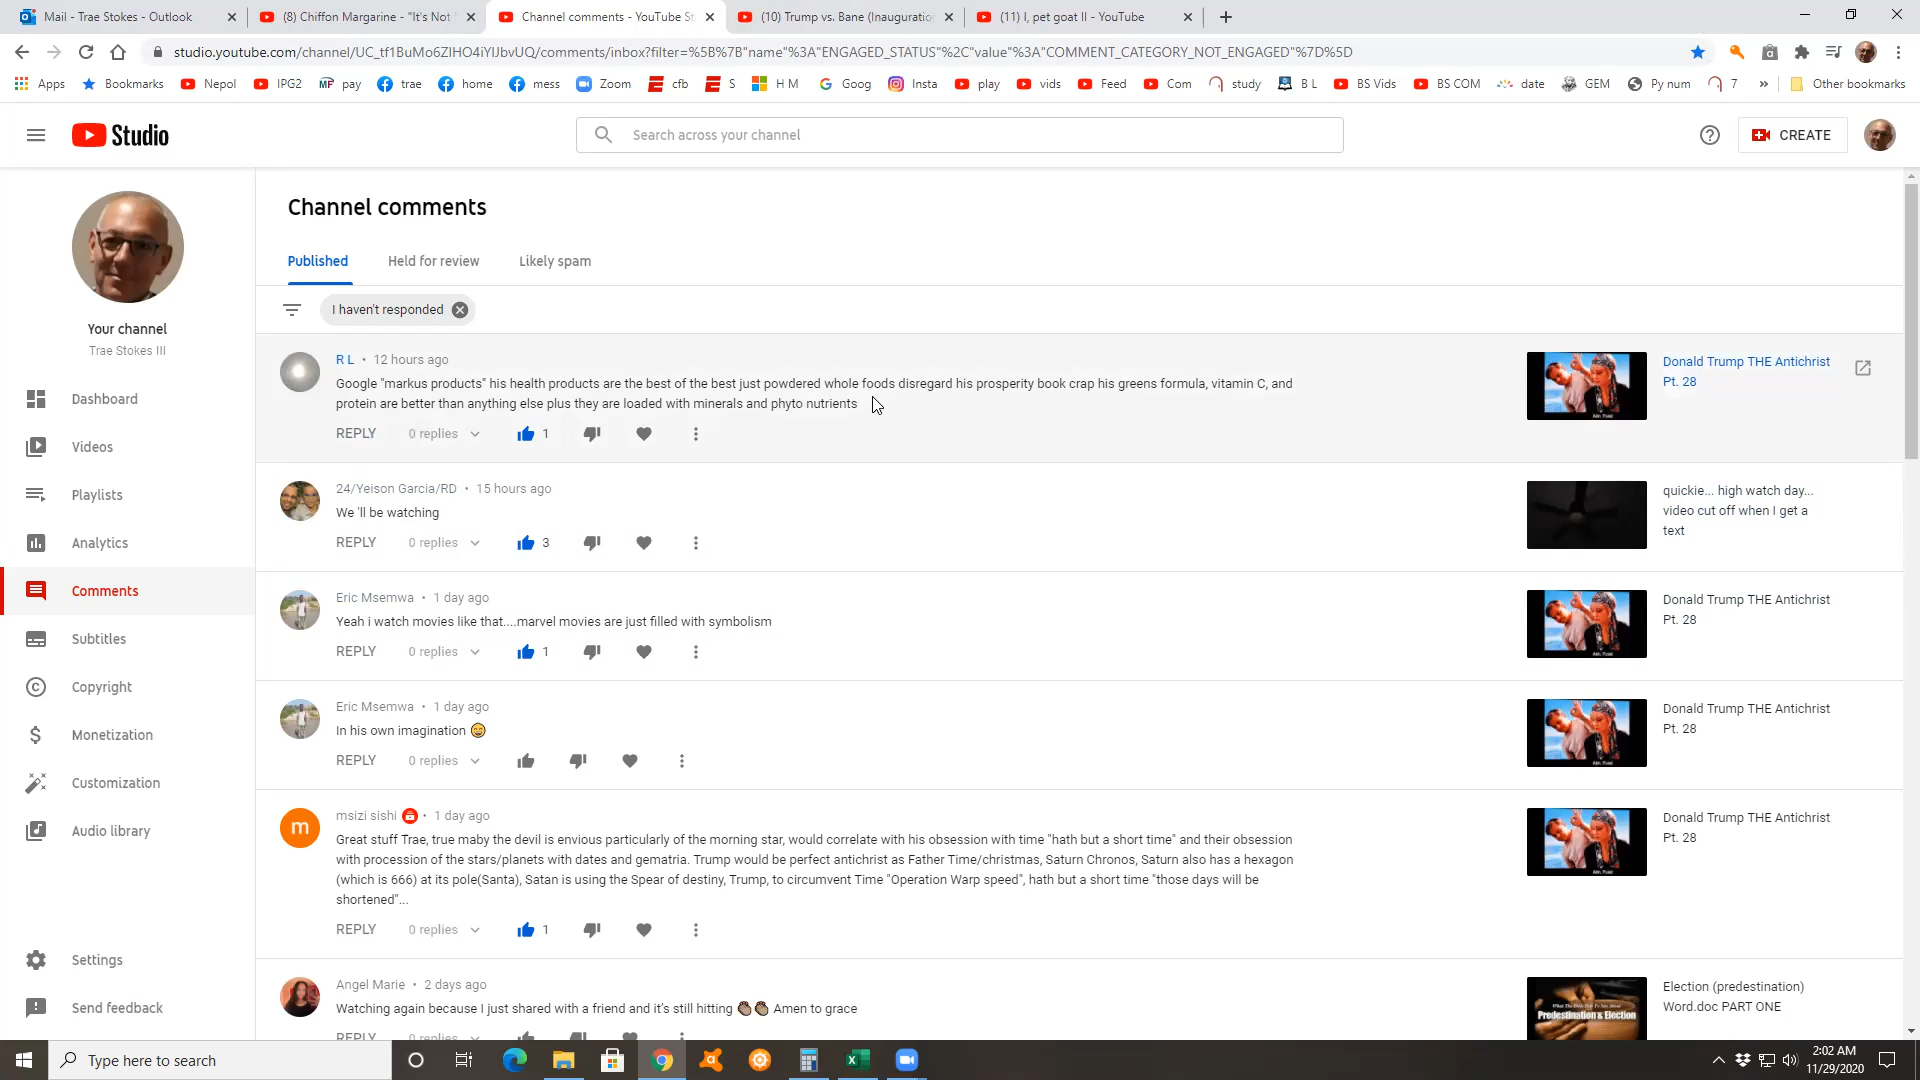 Mail - Trae Stokes - Outlook
(8) Chiffon Margarine - "It's Not
Channel comments - YouTube St
(10) Trump vs. Bane (Inauguratio
(11) I, pet goat II - YouTube
studio.youtube.com/channel/UC_tf1BuMo6ZIHO4iYIJbvUQ/comments/inbox?filter=%5B%7B"name"%3A"ENGAGED_STATUS"%2C"value"%3A"COMMENT_CATEGORY_NOT_ENGAGED"%7D%5D
Apps Bookmarks Nepol IPG2 MF pay trae home mess Zoom cfb S H M Goog Insta play vids Feed Com study B L BS Vids BS COM date GEM Py num 7 » Other bookmarks
Studio
Search across your channel
CREATE
Your channel
Trae Stokes III
Dashboard
Videos
Playlists
Analytics
Comments
Subtitles
Copyright
Monetization
Customization
Audio library
Settings
Send feedback
Channel comments
Published Held for review Likely spam
I haven't responded
R L • 12 hours ago
Google "markus products" his health products are the best of the best just powdered whole foods disregard his prosperity book crap his greens formula, vitamin C, and
protein are better than anything else plus they are loaded with minerals and phyto nutrients
REPLY 0 replies 1
Donald Trump THE Antichrist
Pt. 28
24/Yeison Garcia/RD • 15 hours ago
We 'll be watching
REPLY 0 replies 3
quickie... high watch day...
video cut off when I get a
text
Eric Msemwa • 1 day ago
Yeah i watch movies like that....marvel movies are just filled with symbolism
REPLY 0 replies 1
Donald Trump THE Antichrist
Pt. 28
Eric Msemwa • 1 day ago
In his own imagination 😄
REPLY 0 replies
Donald Trump THE Antichrist
Pt. 28
m
msizi sishi • 1 day ago
Great stuff Trae, true maby the devil is envious particularly of the morning star, would correlate with his obsession with time "hath but a short time" and their obsession
with procession of the stars/planets with dates and gematria. Trump would be perfect antichrist as Father Time/christmas, Saturn Chronos, Saturn also has a hexagon
(which is 666) at its pole(Santa), Satan is using the Spear of destiny, Trump, to circumvent Time "Operation Warp speed", hath but a short time "those days will be
shortened"...
REPLY 0 replies 1
Donald Trump THE Antichrist
Pt. 28
Angel Marie • 2 days ago
Watching again because I just shared with a friend and it's still hitting 👏🏽👏🏽 Amen to grace
REPLY 0 replies
Predestination & Election
Election (predestination)
Word.doc PART ONE
Type here to search
2:02 AM
11/29/2020